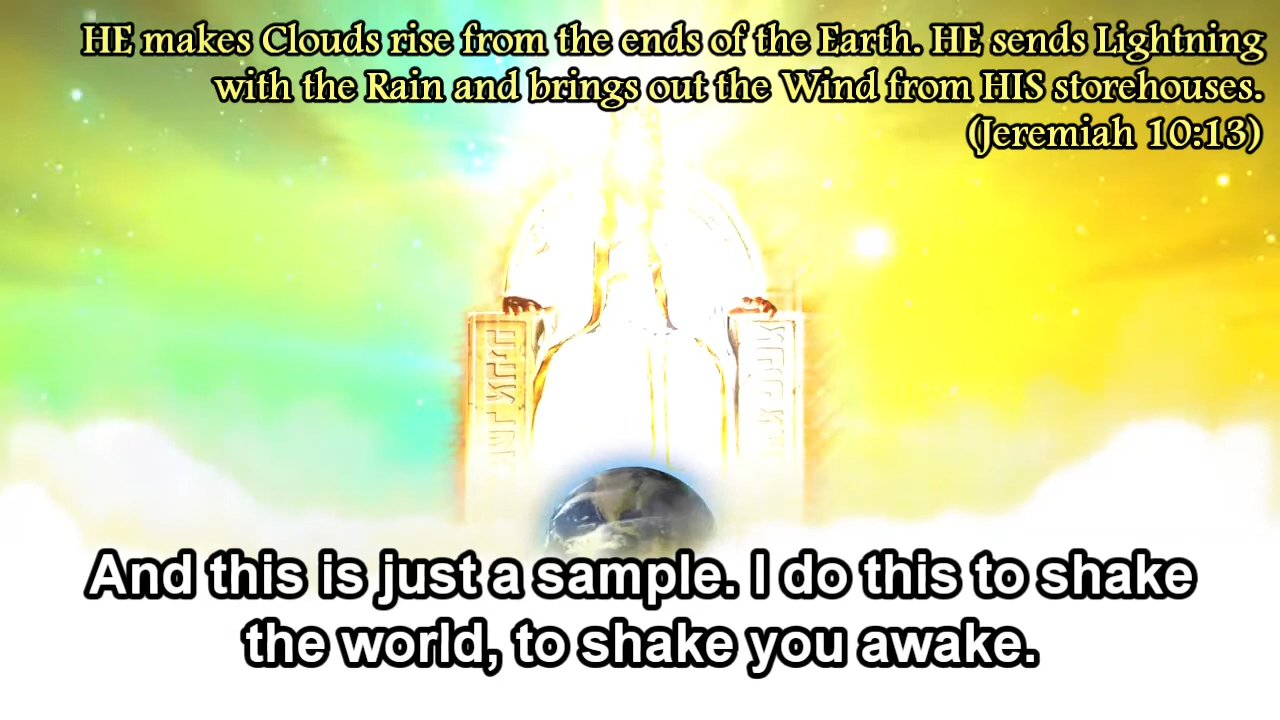 HE makes Clouds rise from the ends of the Earth. HE sends Lightning
with the Rain and brings out the Wind from HIS storehouses.
(Jeremiah 10:13)
And this is just a sample. I do this to shake
the world, to shake you awake.